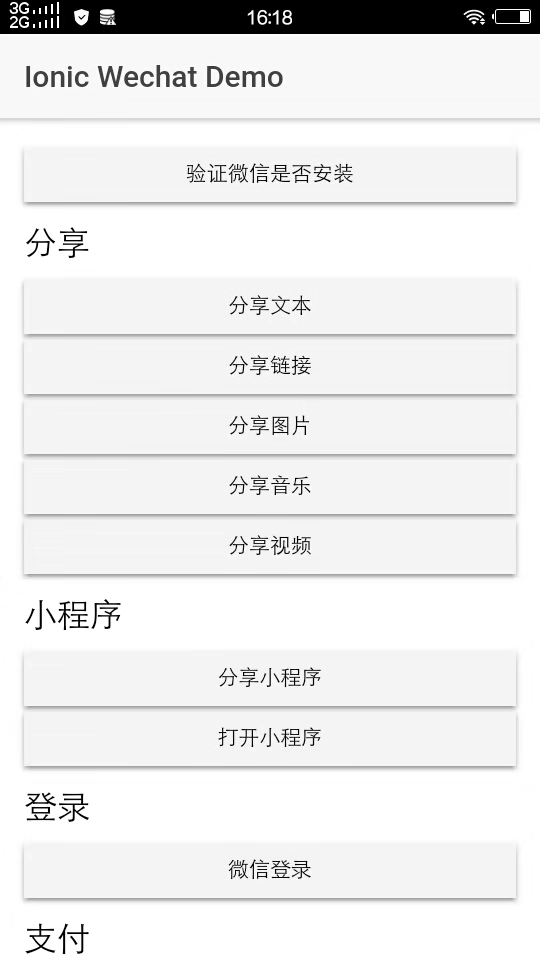 3G
2G
16:18
Ionic Wechat Demo
验证微信是否安装
分享
分享文本
分享链接
分享图片
分享音乐
分享视频
小程序
分享小程序
打开小程序
登录
微信登录
支付